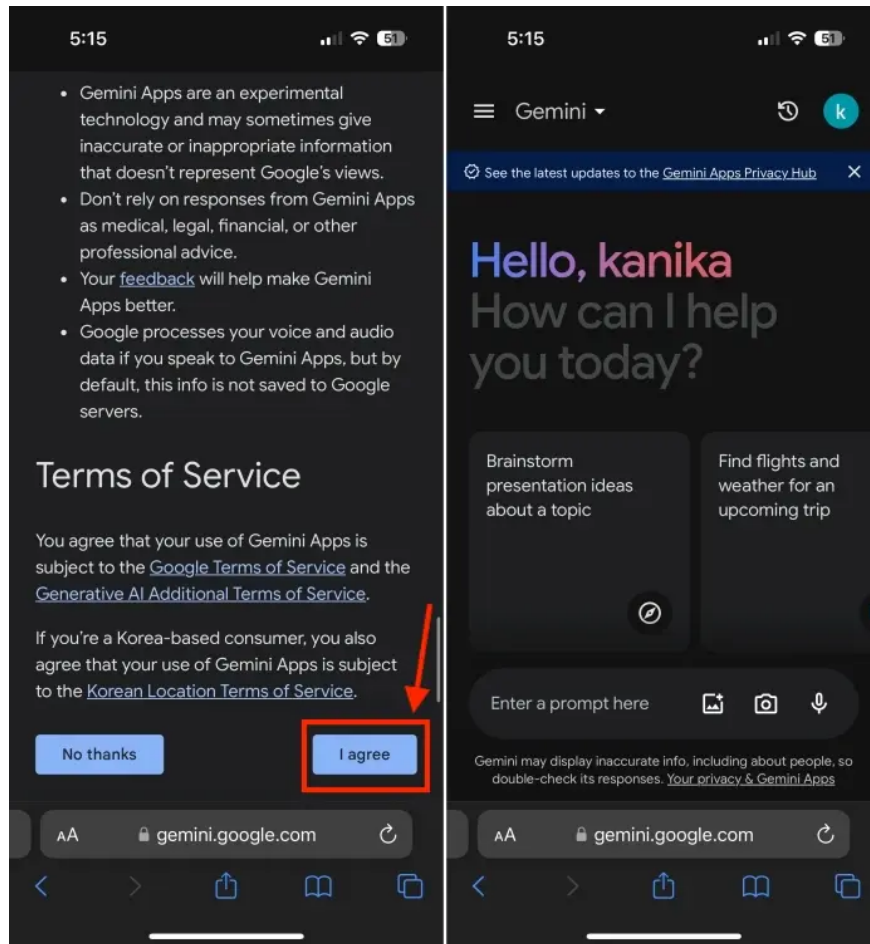 5:15
51
• Gemini Apps are an experimental
technology and may sometimes give
inaccurate or inappropriate information
that doesn't represent Google's views.
• Don't rely on responses from Gemini Apps
as medical, legal, financial, or other
professional advice.
• Your feedback will help make Gemini
Apps better.
• Google processes your voice and audio
data if you speak to Gemini Apps, but by
default, this info is not saved to Google
servers.
Terms of Service
You agree that your use of Gemini Apps is
subject to the Google Terms of Service and the
Generative AI Additional Terms of Service.
If you're a Korea-based consumer, you also
agree that your use of Gemini Apps is subject
to the Korean Location Terms of Service.
No thanks
I agree
AA
gemini.google.com
5:15
51
Gemini
k
See the latest updates to the Gemini Apps Privacy Hub
Hello, kanika
How can I help
you today?
Brainstorm
presentation ideas
about a topic
Find flights and
weather for an
upcoming trip
Enter a prompt here
Gemini may display inaccurate info, including about people, so
double-check its responses. Your privacy & Gemini Apps
AA
gemini.google.com